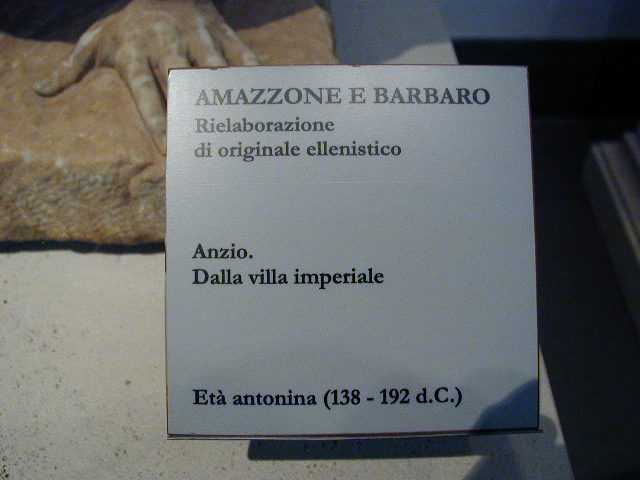 AMAZZONE E BARBARO
Rielaborazione
di originale ellenistico
Anzio.
Dalla villa imperiale
Età antonina (138 - 192 d.C.)